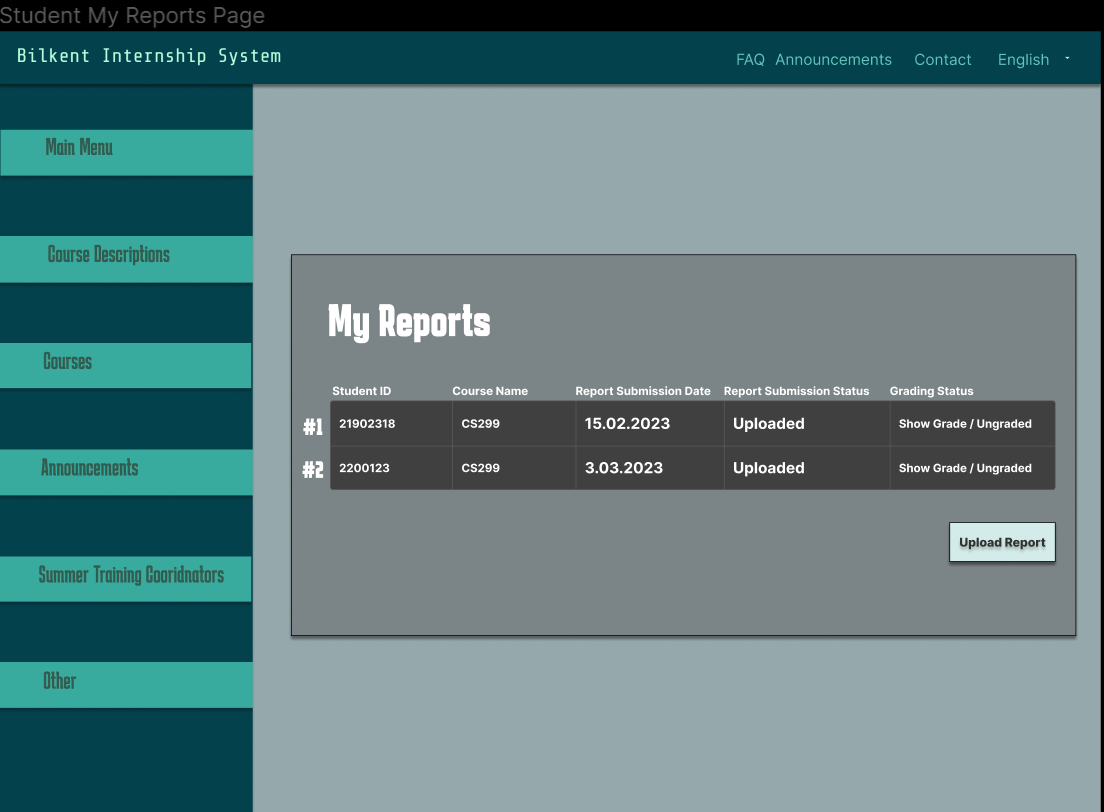 Student My Reports Page
Bilkent Internship System
FAQ Announcements Contact English
Main Menu
Course Descriptions
Courses
Announcements
Summer Training Cooridnators
Other
My Reports
Student ID Course Name Report Submission Date Report Submission Status Grading Status
#1 21902318 CS299 15.02.2023 Uploaded Show Grade / Ungraded
#2 2200123 CS299 3.03.2023 Uploaded Show Grade / Ungraded
Upload Report